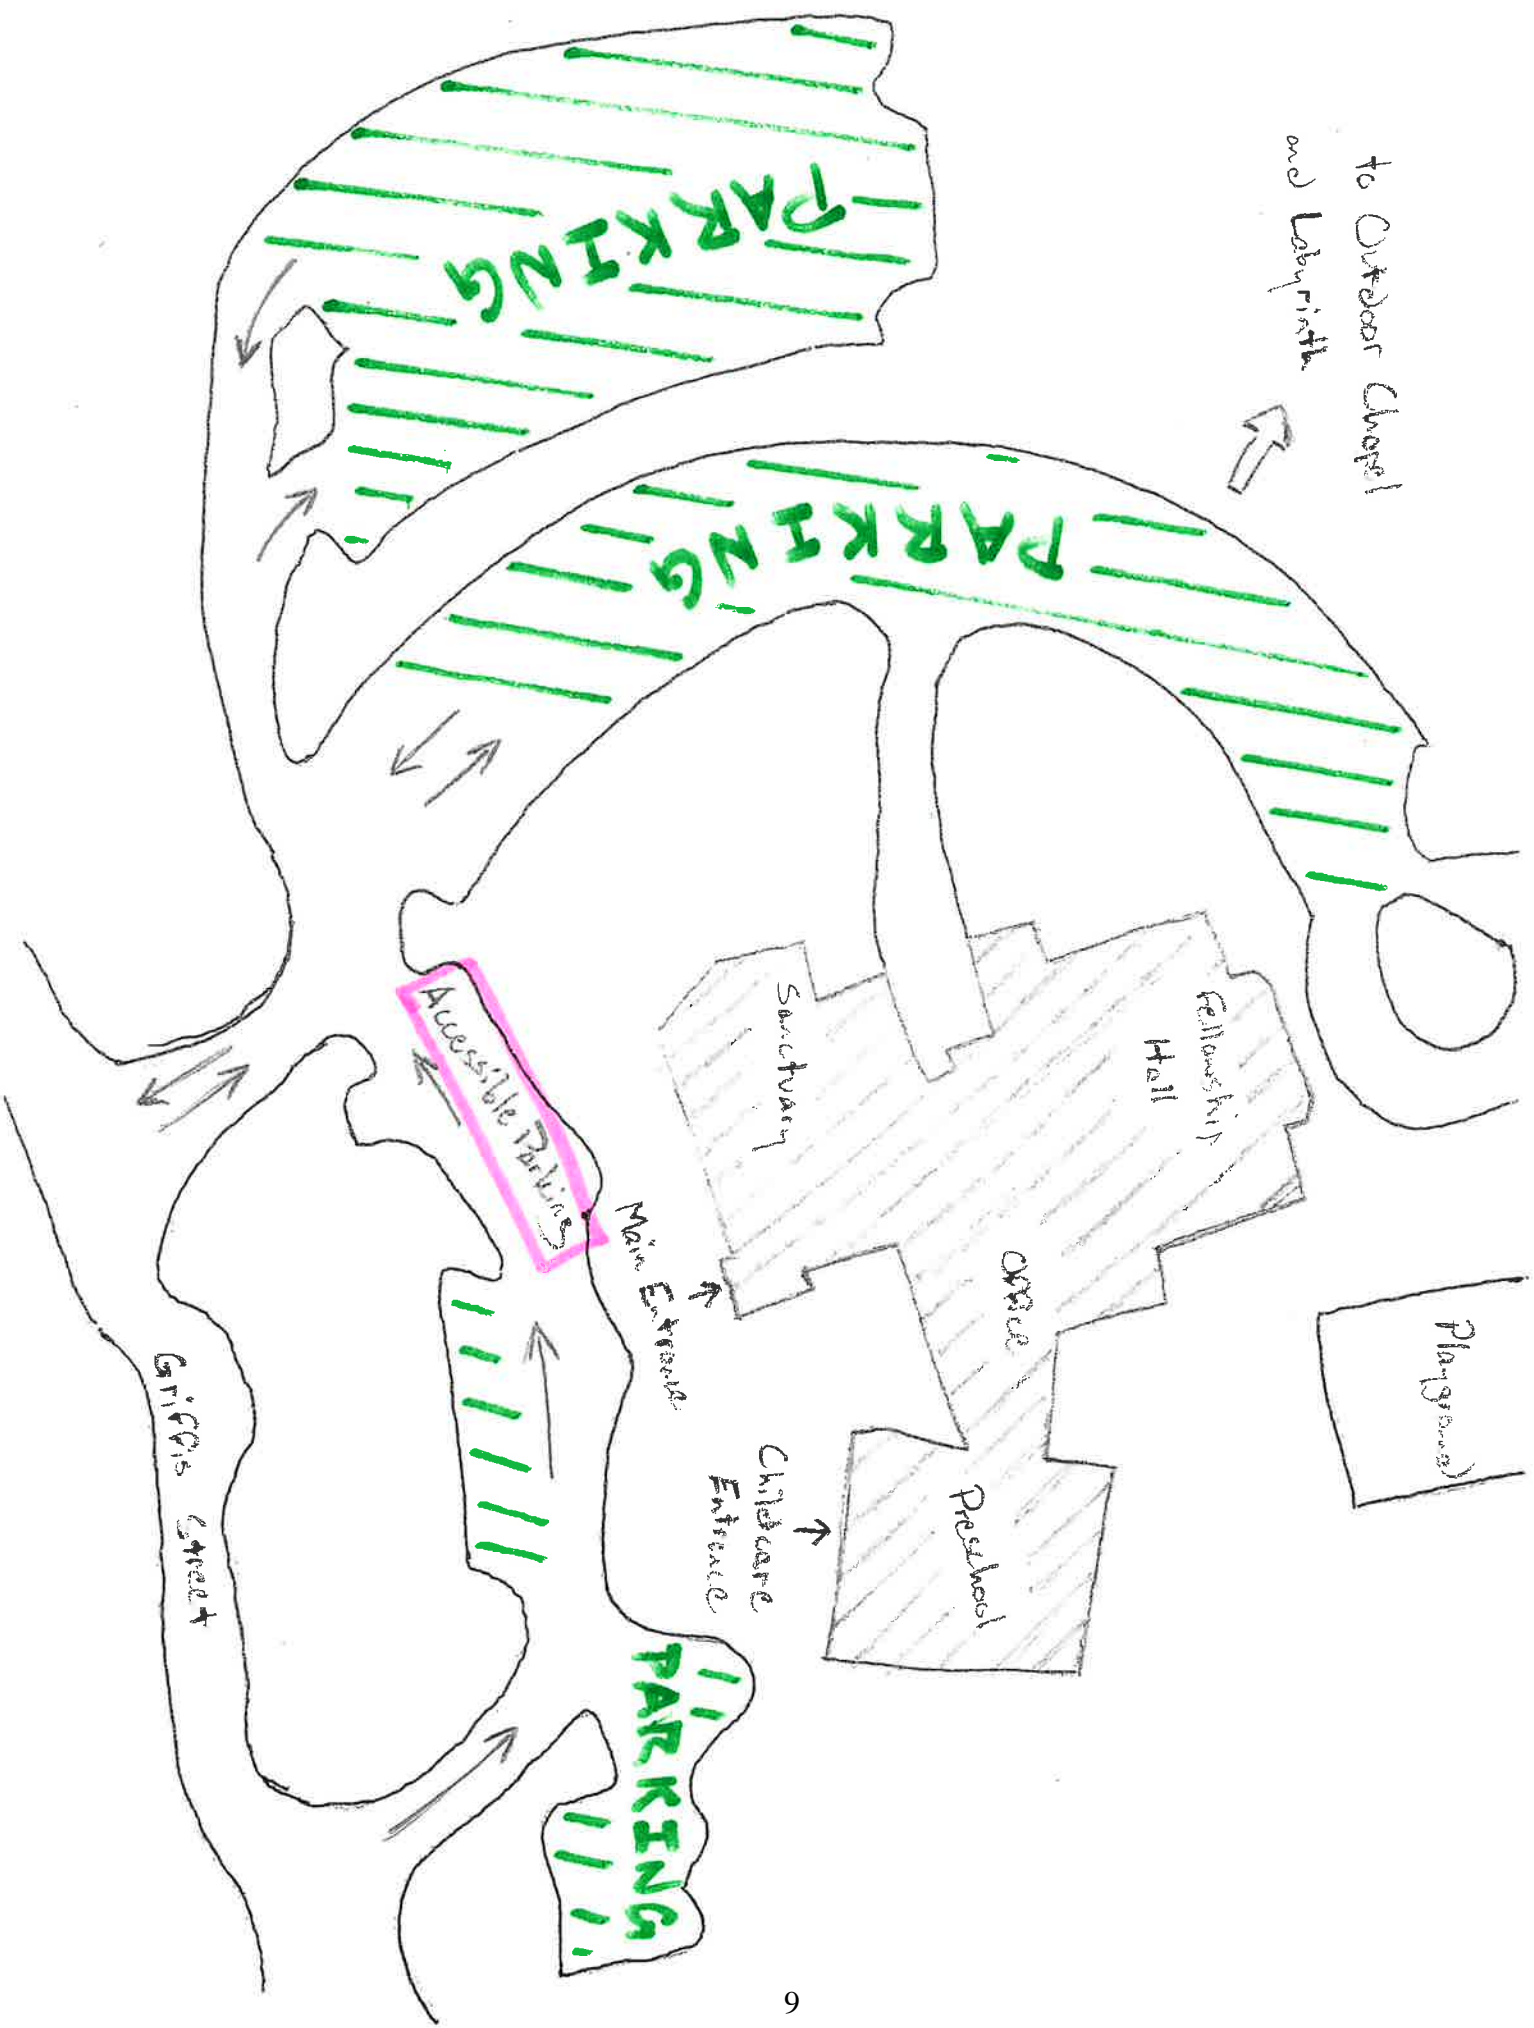 to Outdoor Chapel
and Labyrinth
PARKING
PARKING
Fellowship
Hall
Sanctuary
Accessible Parking
Main Entrance
Office
Playground
Preschool
Childcare
Entrance
Griffis Street
PARKING
9